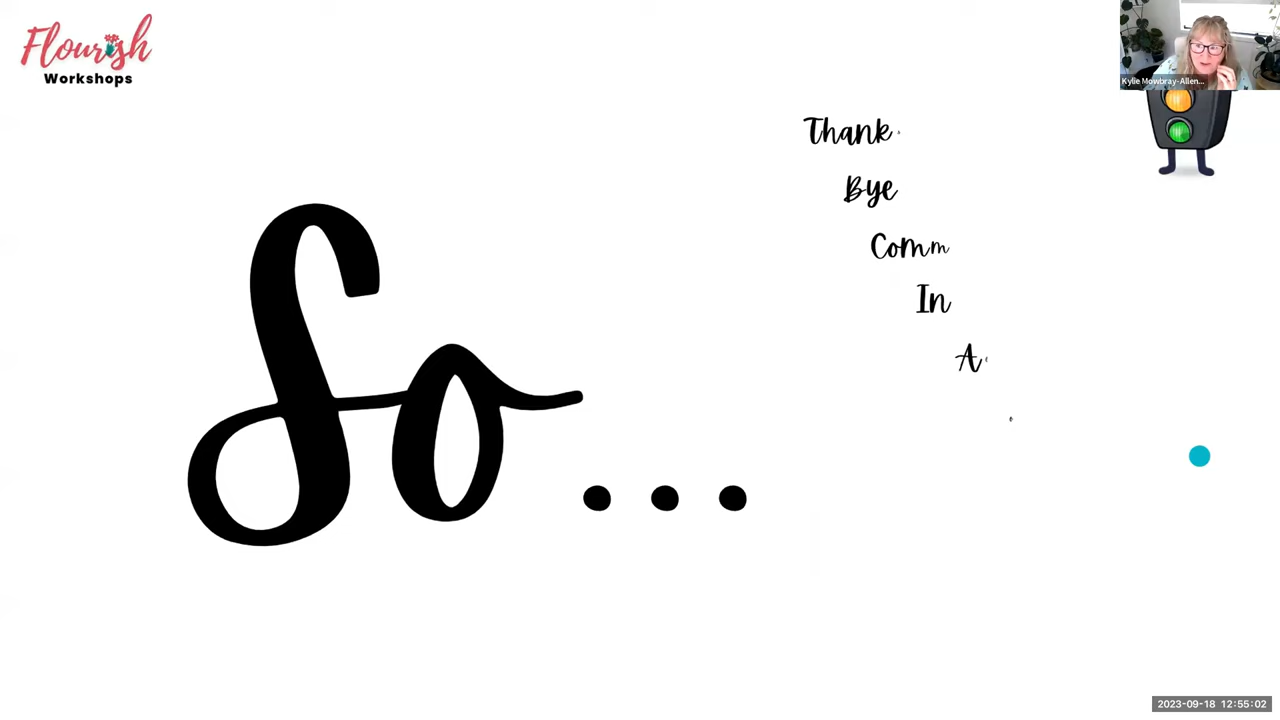 Flourish
Workshops
Kylie Mowbray-Allen...
Thank
Bye
Comm
In
A
So...
2023-09-18 12:55:02